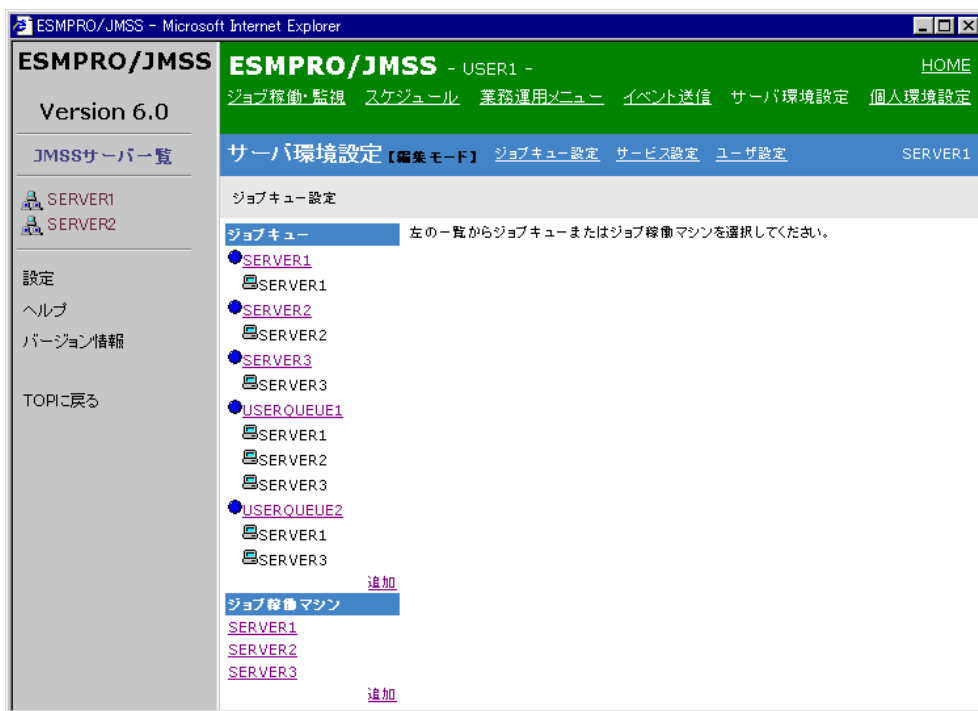 ESMPRO/JMSS - Microsoft Internet Explorer
ESMPRO/JMSS
Version 6.0
JMSSサーバ一覧
SERVER1
SERVER2
設定
ヘルプ
バージョン情報
TOPに戻る
ESMPRO/JMSS - USER1 -
HOME
ジョブ稼働・監視 スケジュール 業務運用メニュー イベント送信 サーバ環境設定 個人環境設定
サーバ環境設定【編集モード】 ジョブキュー設定 サービス設定 ユーザ設定 SERVER1
ジョブキュー設定
ジョブキュー
左の一覧からジョブキューまたはジョブ稼働マシンを選択してください。
SERVER1
SERVER1
SERVER2
SERVER2
SERVER3
SERVER3
USERQUEUE1
SERVER1
SERVER2
SERVER3
USERQUEUE2
SERVER1
SERVER3
追加
ジョブ稼働マシン
SERVER1
SERVER2
SERVER3
追加